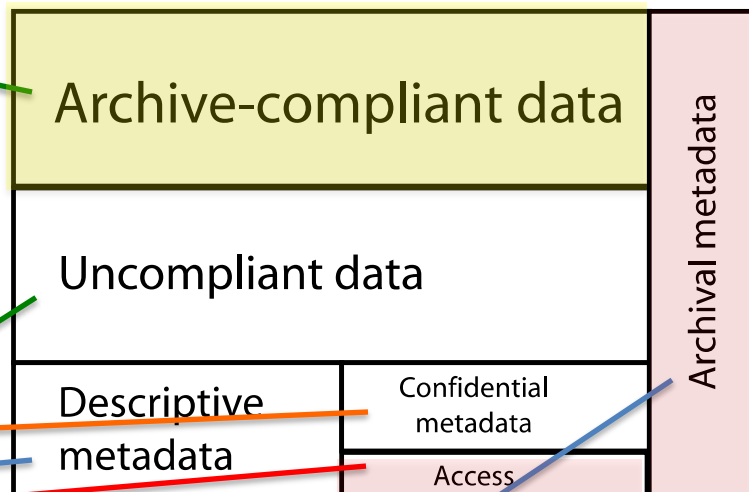 Archive-compliant data
Archival metadata
Uncompliant data
Descriptive
metadata
Confidential
metadata
Access